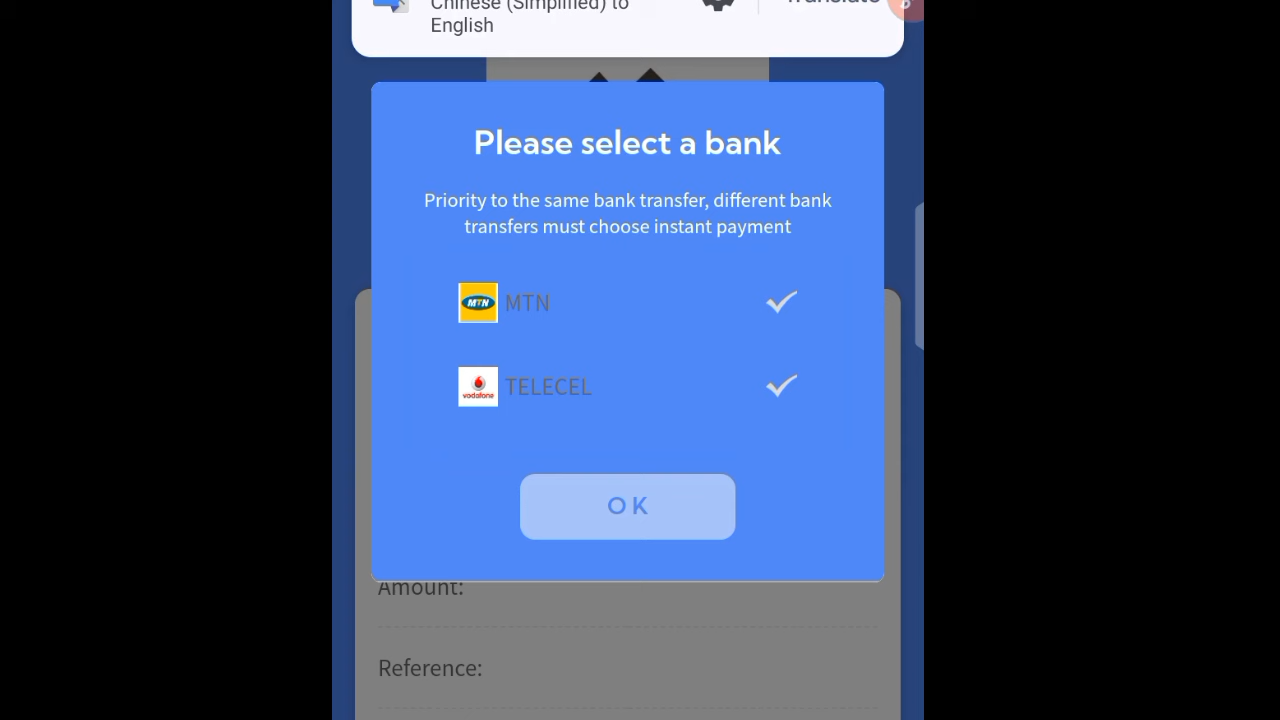 Chinese (Simplified) to
English
Translate
Please select a bank
Priority to the same bank transfer, different bank
transfers must choose instant payment
MTN MTN
vodafone TELECEL
OK
Amount:
Reference: